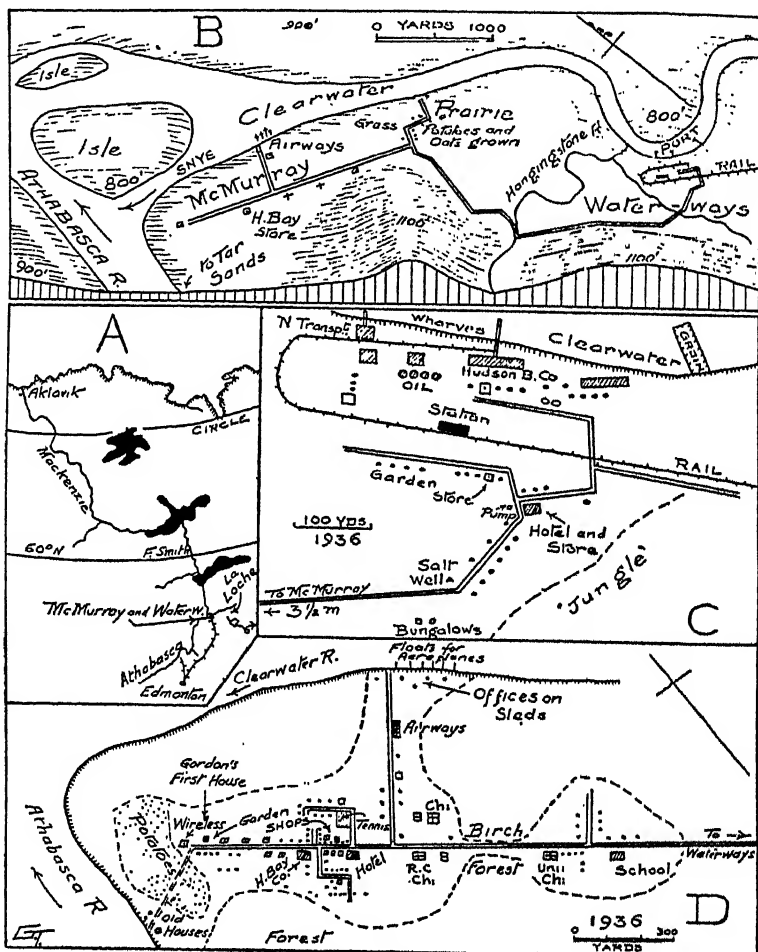 B
900'
0 YARDS 1000
Isle
Clearwater
Isle
SNYE
800'
ATHABASCA R.
900'
Airways
McMurray
H. Bay
Store
to Tar
Sands
1100'
Grass
Prairie
Potatoes and
Oats grown
Hangingstone R
800'
PORT
RAIL
Water-ways
1100'
A
Aklavik
CIRCLE
Mackenzie
60°N
F. Smith
La
Loche
McMurray and Waterw.
Athabasca
Edmonton
C
N Transp.
Wharves
Clearwater
OIL
Hudson B. Co
Station
RAIL
Garden
Store
Pump
Hotel and
Store
100 YDS
1936
Salt
Well
To McMurray
← 3½ m
Bungalows
'Jungle'
D
Clearwater R.
Floats for
Aeroplanes
Offices on
Sleds
Airways
Gordon's
First House
Wireless
Garden
SHOPS
Tennis
Potatoes
H. Bay
Co.
Hotel
Chi
R.C
Chi
Birch
Forest
Unit
Chi
School
To →
Waterways
Athabasca R
Old
Houses
Forest
1936
0 300
YARDS
GT.